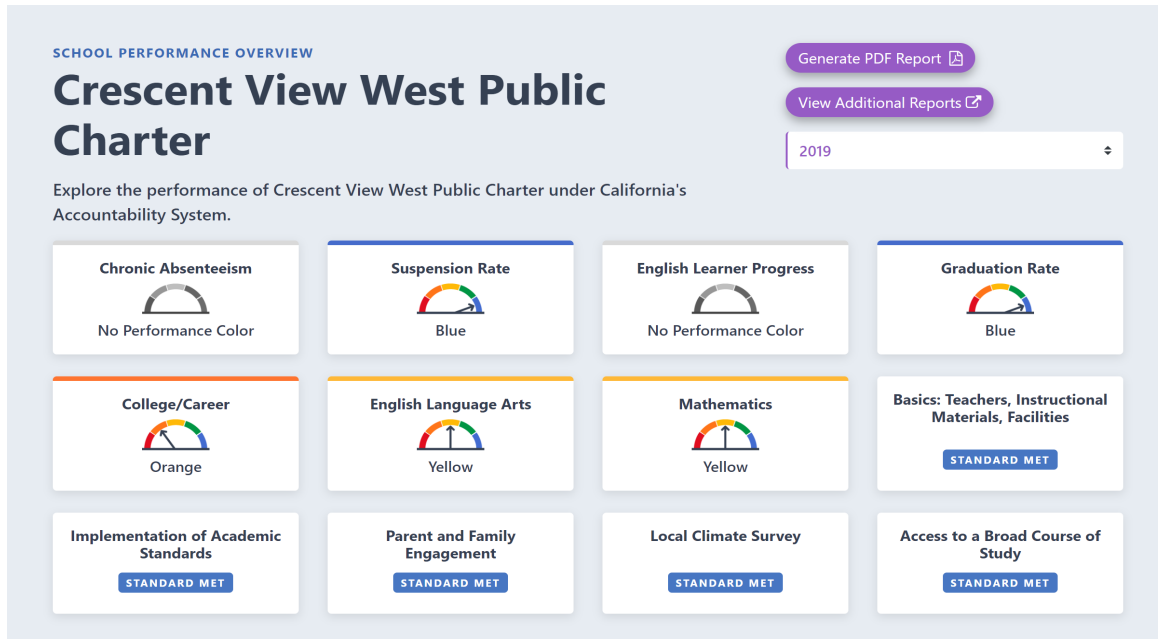 SCHOOL PERFORMANCE OVERVIEW
Crescent View West Public
Charter
Explore the performance of Crescent View West Public Charter under California's
Accountability System.
Generate PDF Report
View Additional Reports
2019
Chronic Absenteeism
No Performance Color
Suspension Rate
Blue
English Learner Progress
No Performance Color
Graduation Rate
Blue
College/Career
Orange
English Language Arts
Yellow
Mathematics
Yellow
Basics: Teachers, Instructional
Materials, Facilities
STANDARD MET
Implementation of Academic
Standards
STANDARD MET
Parent and Family
Engagement
STANDARD MET
Local Climate Survey
STANDARD MET
Access to a Broad Course of
Study
STANDARD MET